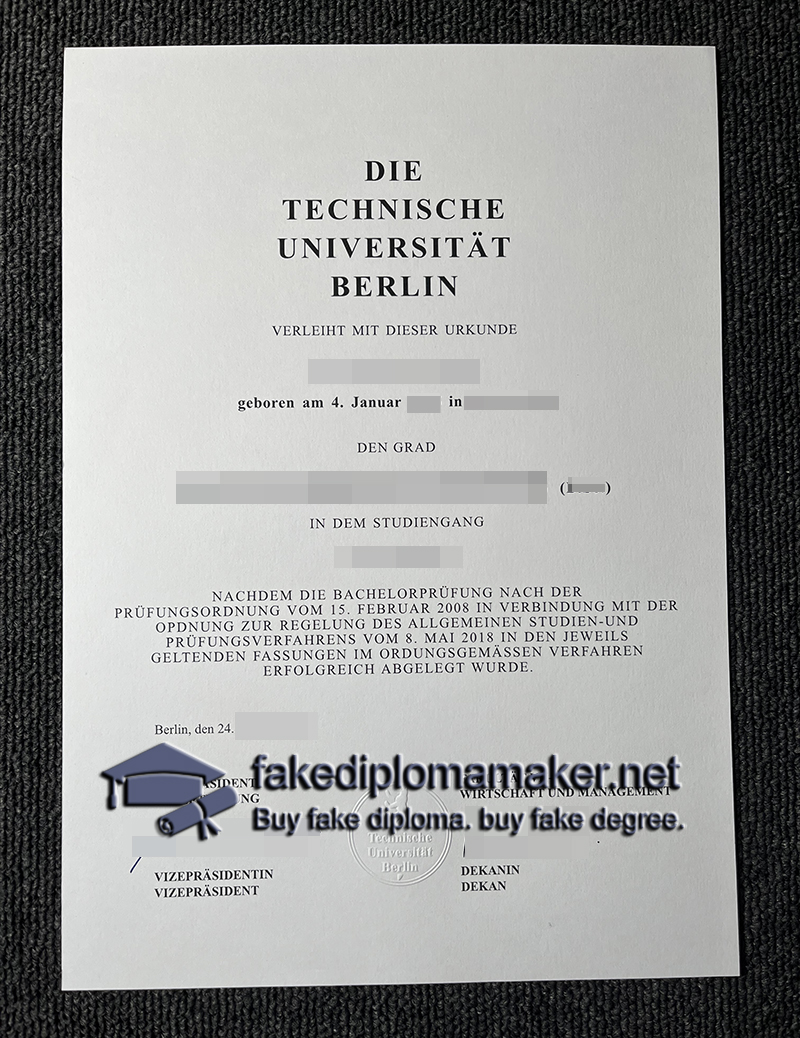 DIE
TECHNISCHE
UNIVERSITÄT
BERLIN
VERLEIHT MIT DIESER URKUNDE
geboren am 4. Januar in
DEN GRAD
( )
IN DEM STUDIENGANG
NACHDEM DIE BACHELORPRÜFUNG NACH DER
PRÜFUNGSORDNUNG VOM 15. FEBRUAR 2008 IN VERBINDUNG MIT DER
OPDNUNG ZUR REGELUNG DES ALLGEMEINEN STUDIEN-UND
PRÜFUNGSVERFAHRENS VOM 8. MAI 2018 IN DEN JEWEILS
GELTENDEN FASSUNGEN IM ORDUNGSGEMÄSSEN VERFAHREN
ERFOLGREICH ABGELEGT WURDE.
Berlin, den 24.
fakediplomamaker.net
WIRTSCHAFT UND MANAGEMENT
Buy fake diploma. buy fake degree.
Technische
Universität
Berlin
VIZEPRÄSIDENTIN
VIZEPRÄSIDENT
DEKANIN
DEKAN